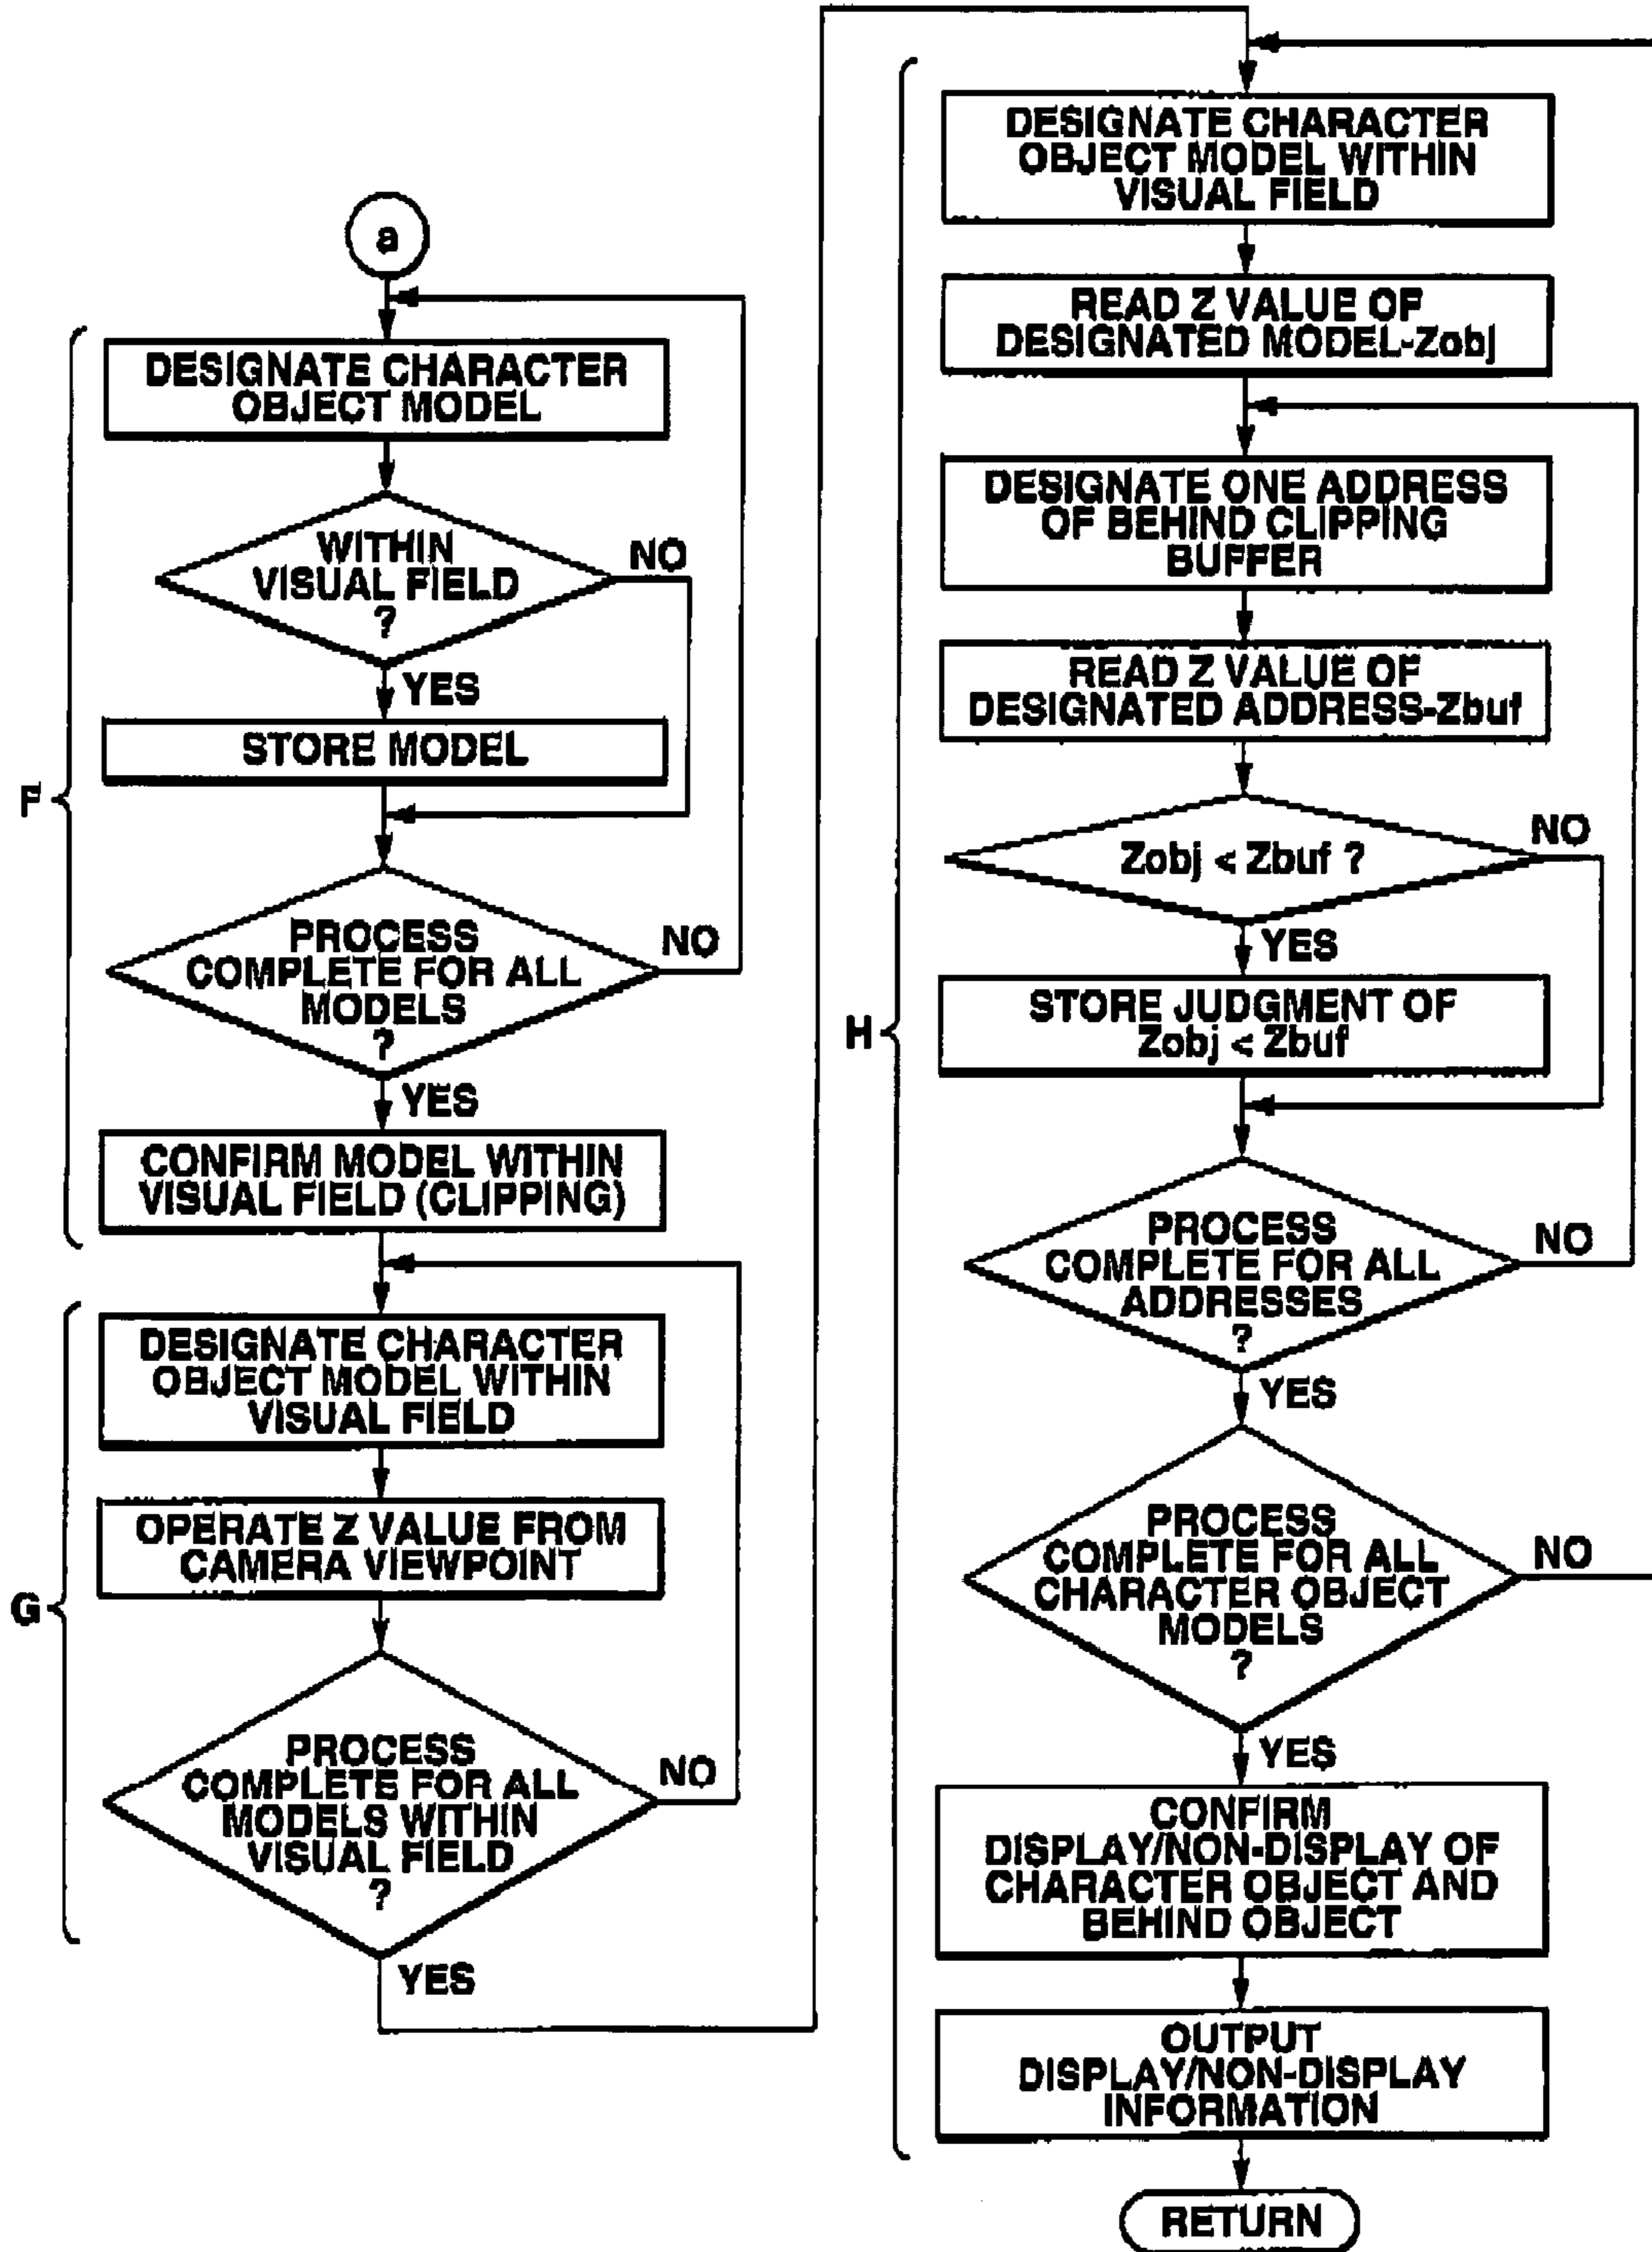 a
DESIGNATE CHARACTER
OBJECT MODEL
WITHIN
VISUAL FIELD
?
NO
YES
STORE MODEL
F
PROCESS
COMPLETE FOR ALL
MODELS
?
NO
YES
CONFIRM MODEL WITHIN
VISUAL FIELD (CLIPPING)
DESIGNATE CHARACTER
OBJECT MODEL WITHIN
VISUAL FIELD
OPERATE Z VALUE FROM
CAMERA VIEWPOINT
G
PROCESS
COMPLETE FOR ALL
MODELS WITHIN
VISUAL FIELD
?
NO
YES
DESIGNATE CHARACTER
OBJECT MODEL WITHIN
VISUAL FIELD
READ Z VALUE OF
DESIGNATED MODEL-Zobj
DESIGNATE ONE ADDRESS
OF BEHIND CLIPPING
BUFFER
READ Z VALUE OF
DESIGNATED ADDRESS-Zbuf
Zobj < Zbuf ?
NO
YES
STORE JUDGMENT OF
Zobj < Zbuf
H
PROCESS
COMPLETE FOR ALL
ADDRESSES
?
NO
YES
PROCESS
COMPLETE FOR ALL
CHARACTER OBJECT
MODELS
?
NO
YES
CONFIRM
DISPLAY/NON-DISPLAY OF
CHARACTER OBJECT AND
BEHIND OBJECT
OUTPUT
DISPLAY/NON-DISPLAY
INFORMATION
RETURN